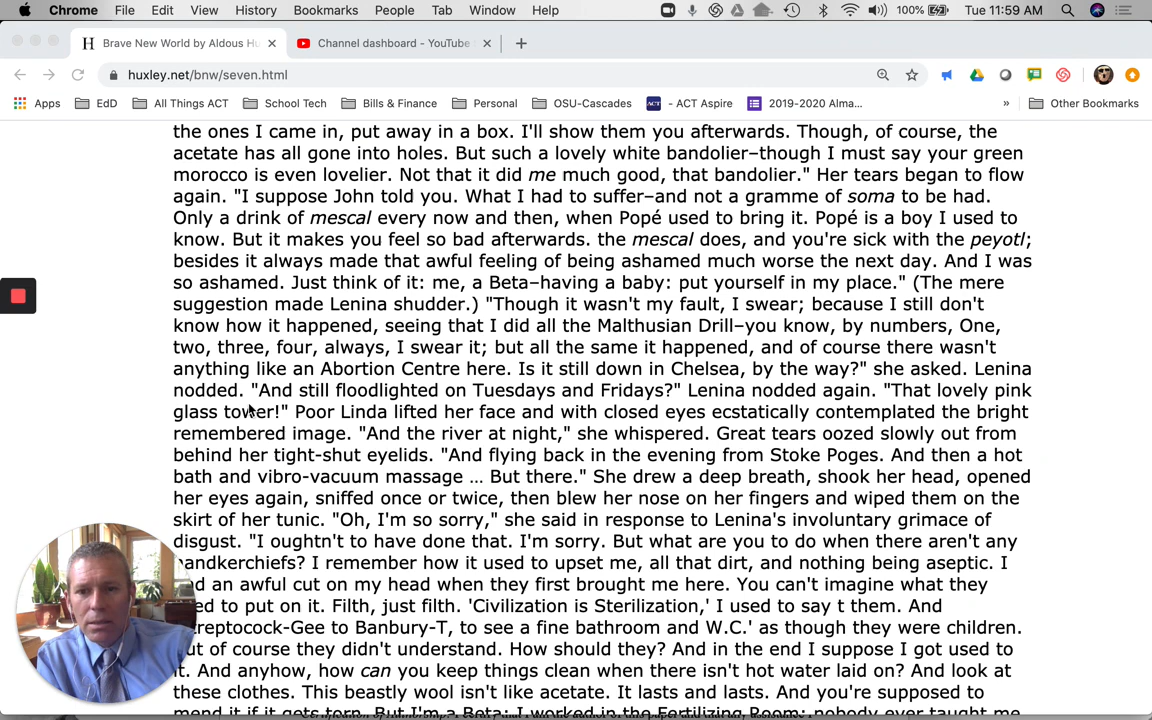 Chrome File Edit View History Bookmarks People Tab Window Help 100% Tue 11:59 AM
H Brave New World by Aldous Hu Channel dashboard - YouTube
huxley.net/bnw/seven.html
Apps EdD All Things ACT School Tech Bills & Finance Personal OSU-Cascades ACT - ACT Aspire 2019-2020 Alma... » Other Bookmarks
the ones I came in, put away in a box. I'll show them you afterwards. Though, of course, the
acetate has all gone into holes. But such a lovely white bandolier–though I must say your green
morocco is even lovelier. Not that it did me much good, that bandolier." Her tears began to flow
again. "I suppose John told you. What I had to suffer–and not a gramme of soma to be had.
Only a drink of mescal every now and then, when Popé used to bring it. Popé is a boy I used to
know. But it makes you feel so bad afterwards. the mescal does, and you're sick with the peyotl;
besides it always made that awful feeling of being ashamed much worse the next day. And I was
so ashamed. Just think of it: me, a Beta–having a baby: put yourself in my place." (The mere
suggestion made Lenina shudder.) "Though it wasn't my fault, I swear; because I still don't
know how it happened, seeing that I did all the Malthusian Drill–you know, by numbers, One,
two, three, four, always, I swear it; but all the same it happened, and of course there wasn't
anything like an Abortion Centre here. Is it still down in Chelsea, by the way?" she asked. Lenina
nodded. "And still floodlighted on Tuesdays and Fridays?" Lenina nodded again. "That lovely pink
glass tower!" Poor Linda lifted her face and with closed eyes ecstatically contemplated the bright
remembered image. "And the river at night," she whispered. Great tears oozed slowly out from
behind her tight-shut eyelids. "And flying back in the evening from Stoke Poges. And then a hot
bath and vibro-vacuum massage ... But there." She drew a deep breath, shook her head, opened
her eyes again, sniffed once or twice, then blew her nose on her fingers and wiped them on the
skirt of her tunic. "Oh, I'm so sorry," she said in response to Lenina's involuntary grimace of
disgust. "I oughtn't to have done that. I'm sorry. But what are you to do when there aren't any
andkerchiefs? I remember how it used to upset me, all that dirt, and nothing being aseptic. I
an awful cut on my head when they first brought me here. You can't imagine what they
ed to put on it. Filth, just filth. 'Civilization is Sterilization,' I used to say t them. And
treptocock-Gee to Banbury-T, to see a fine bathroom and W.C.' as though they were children.
ut of course they didn't understand. How should they? And in the end I suppose I got used to
it. And anyhow, how can you keep things clean when there isn't hot water laid on? And look at
these clothes. This beastly wool isn't like acetate. It lasts and lasts. And you're supposed to
mend it if it gets torn. But I'm a Beta; I worked in the Fertilizing Room; nobody ever taught me